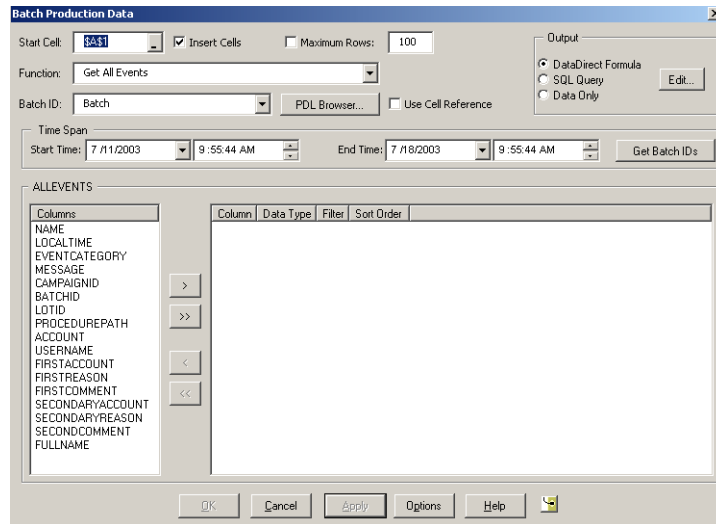 Batch Production Data
Start Cell: $A$1 Insert Cells Maximum Rows: 100
Output
DataDirect Formula
SQL Query
Data Only
Edit...
Function: Get All Events
Batch ID: Batch PDL Browser... Use Cell Reference
Time Span
Start Time: 7 /11/2003 9 :55:44 AM End Time: 7 /18/2003 9 :55:44 AM Get Batch IDs
ALLEVENTS
Columns
NAME
LOCALTIME
EVENTCATEGORY
MESSAGE
CAMPAIGNID
BATCHID
LOTID
PROCEDUREPATH
ACCOUNT
USERNAME
FIRSTACCOUNT
FIRSTREASON
FIRSTCOMMENT
SECONDARYACCOUNT
SECONDARYREASON
SECONDCOMMENT
FULLNAME
>
>>
<
<<
Column Data Type Filter Sort Order
OK Cancel Apply Options Help